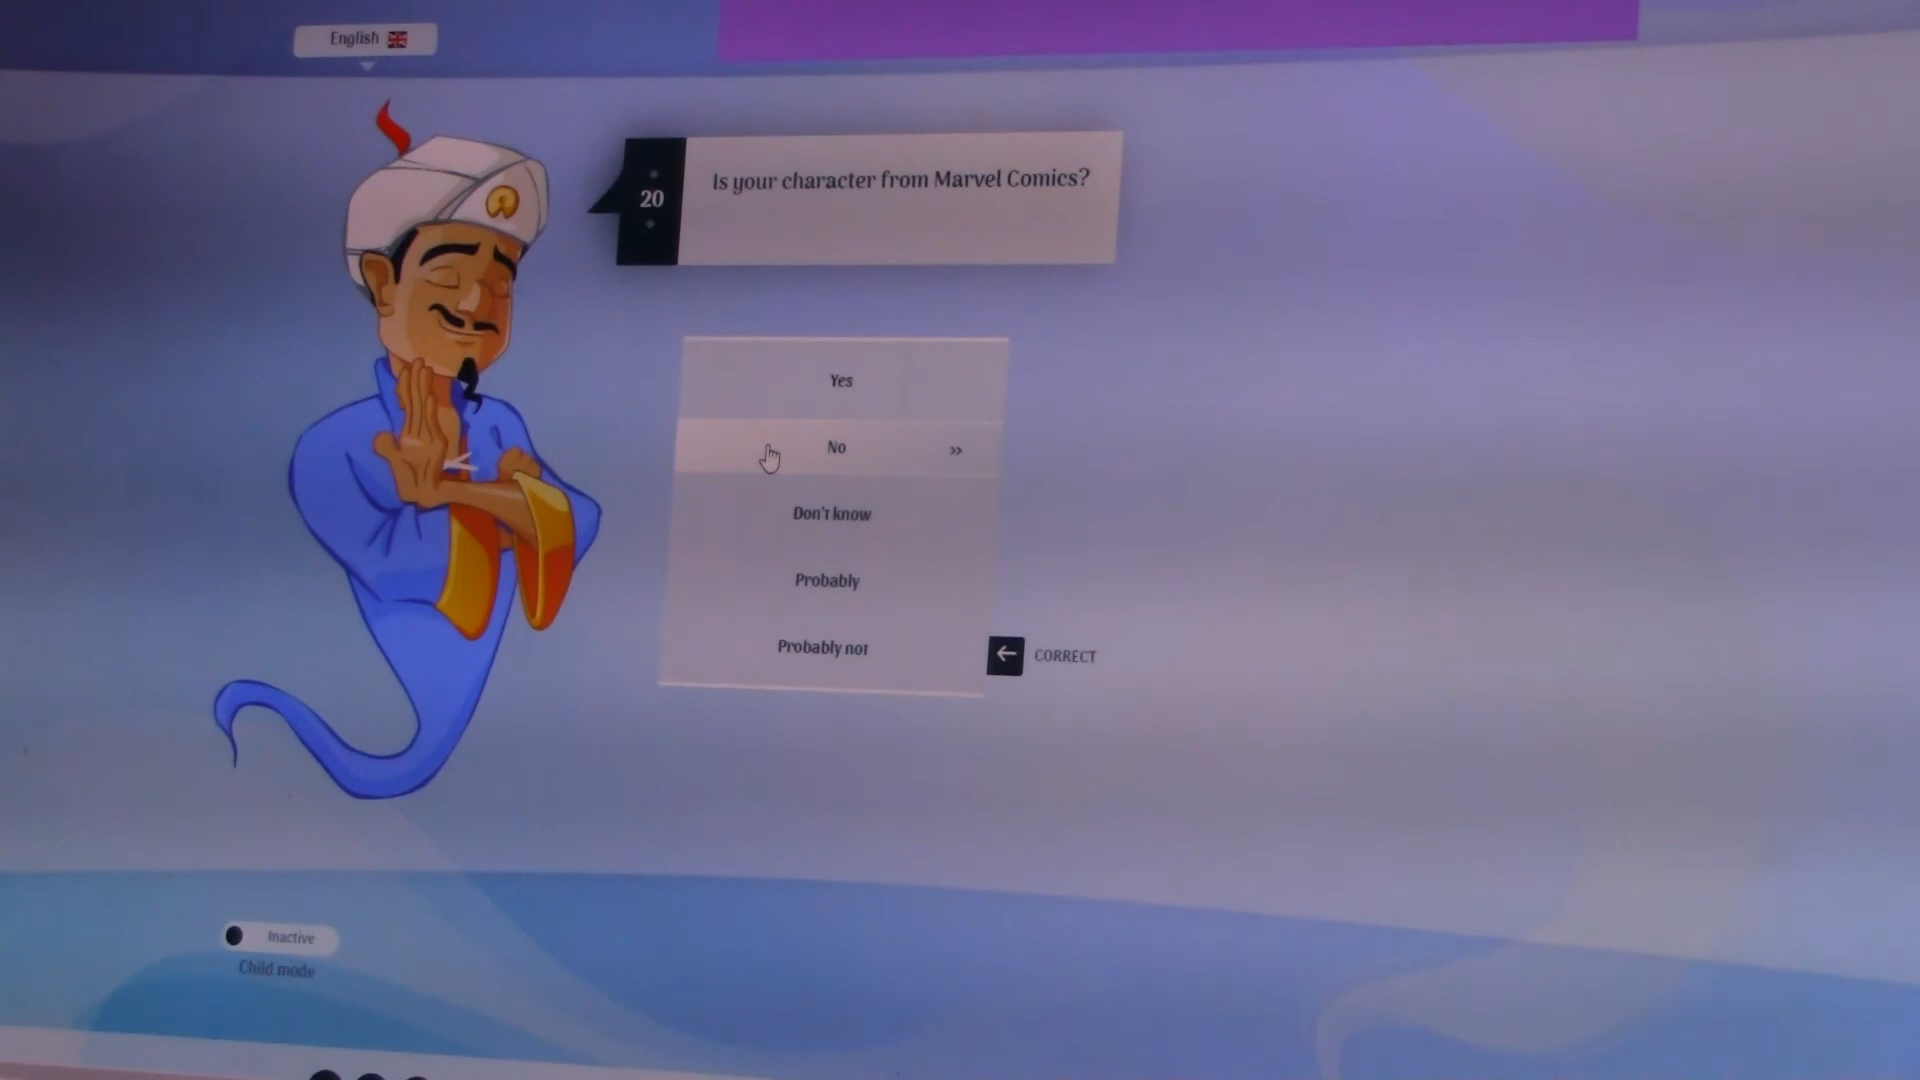 English
20
Is your character from Marvel Comics?
Yes
No
Don't know
Probably
Probably not
CORRECT
Inactive
Child mode